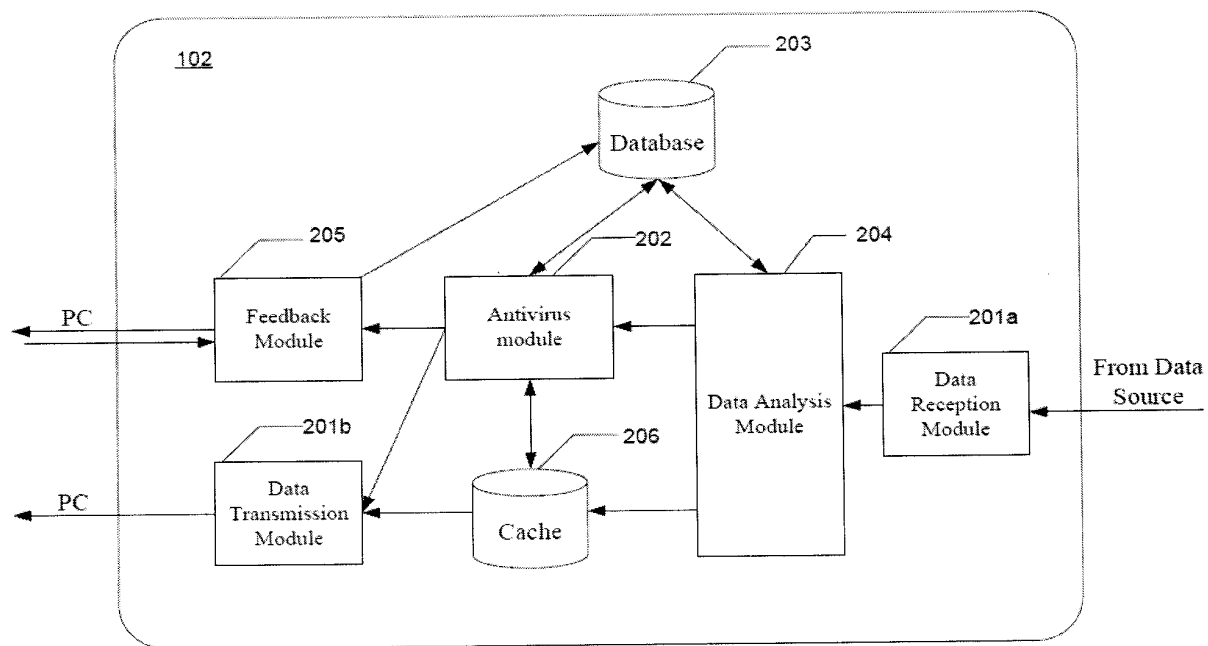 102
203
Database
205
202
204
PC
Feedback
Module
Antivirus
module
201a
Data
Reception
Module
From Data
Source
Data Analysis
Module
201b
206
PC
Data
Transmission
Module
Cache